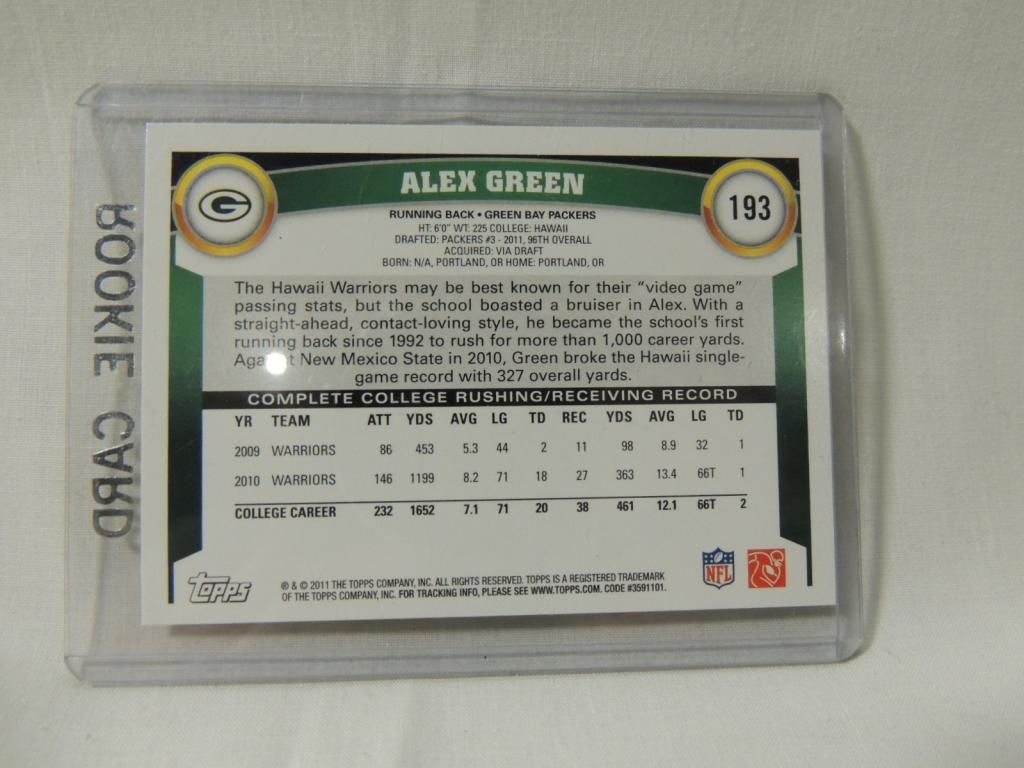 ROOKIE CARD
G
ALEX GREEN
193
RUNNING BACK • GREEN BAY PACKERS
HT: 6'0" WT: 225 COLLEGE: HAWAII
DRAFTED: PACKERS #3 - 2011, 96TH OVERALL
ACQUIRED: VIA DRAFT
BORN: N/A, PORTLAND, OR HOME: PORTLAND, OR
The Hawaii Warriors may be best known for their "video game"
passing stats, but the school boasted a bruiser in Alex. With a
straight-ahead, contact-loving style, he became the school's first
running back since 1992 to rush for more than 1,000 career yards.
Against New Mexico State in 2010, Green broke the Hawaii single-
game record with 327 overall yards.
COMPLETE COLLEGE RUSHING/RECEIVING RECORD
YR TEAM ATT YDS AVG LG TD REC YDS AVG LG TD
2009 WARRIORS 86 453 5.3 44 2 11 98 8.9 32 1
2010 WARRIORS 146 1199 8.2 71 18 27 363 13.4 66T 1
COLLEGE CAREER 232 1652 7.1 71 20 38 461 12.1 66T 2
Topps
® & © 2011 THE TOPPS COMPANY, INC. ALL RIGHTS RESERVED. TOPPS IS A REGISTERED TRADEMARK
OF THE TOPPS COMPANY, INC. FOR TRACKING INFO, PLEASE SEE WWW.TOPPS.COM. CODE #3591101.
NFL